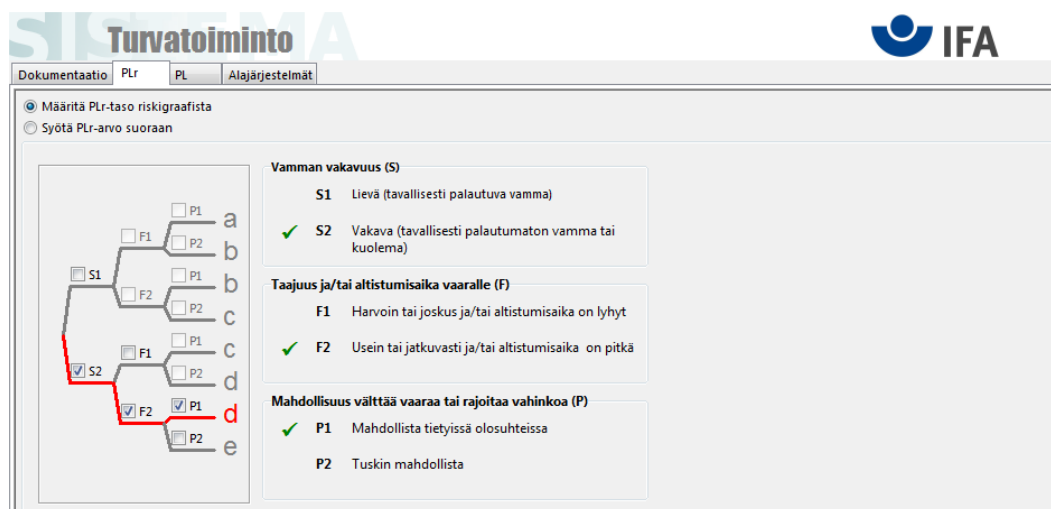 SISTEMA
Turvatoiminto
IFA
Dokumentaatio PLr PL Alajärjestelmät
Määritä PLr-taso riskigraafista
Syötä PLr-arvo suoraan
Vamman vakavuus (S)
S1 Lievä (tavallisesti palautuva vamma)
S2 Vakava (tavallisesti palautumaton vamma tai
kuolema)
Taajuus ja/tai altistumisaika vaaralle (F)
F1 Harvoin tai joskus ja/tai altistumisaika on lyhyt
F2 Usein tai jatkuvasti ja/tai altistumisaika on pitkä
Mahdollisuus välttää vaaraa tai rajoitaa vahinkoa (P)
P1 Mahdollista tietyissä olosuhteissa
P2 Tuskin mahdollista
P1 a
F1
P2 b
S1
P1 b
F2
P2 c
P1 c
F1
S2
P2 d
P1 d
F2
P2 e